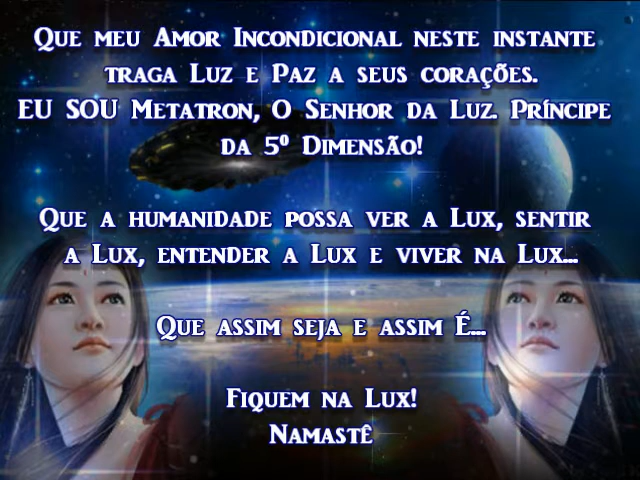 Que meu Amor Incondicional neste instante
traga Luz e Paz a seus corações.
EU SOU Metatron, O Senhor da Luz. Príncipe
da 5º Dimensão!
Que a humanidade possa ver a Lux, sentir
a Lux, entender a Lux e viver na Lux...
Que assim seja e assim É...
Fiquem na Lux!
Namastê